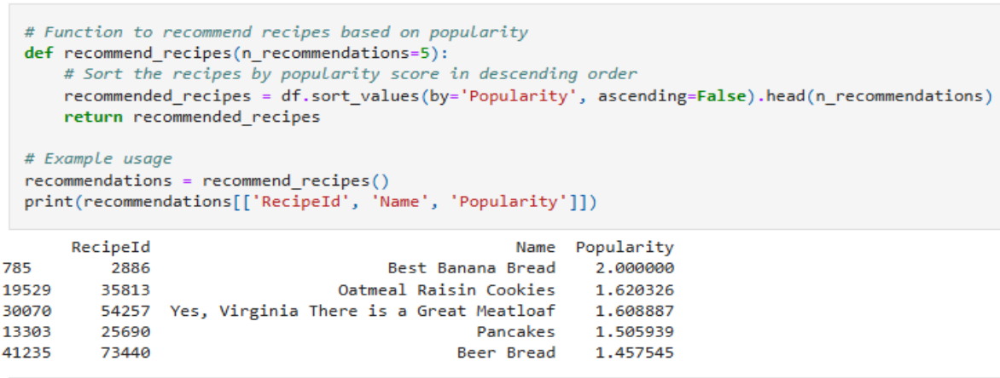 # Function to recommend recipes based on popularity
def recommend_recipes(n_recommendations=5):
    # Sort the recipes by popularity score in descending order
    recommended_recipes = df.sort_values(by='Popularity', ascending=False).head(n_recommendations)
    return recommended_recipes

# Example usage
recommendations = recommend_recipes()
print(recommendations[['RecipeId', 'Name', 'Popularity']])

       RecipeId                                     Name  Popularity
785        2886                        Best Banana Bread    2.000000
19529     35813                   Oatmeal Raisin Cookies    1.620326
30070     54257  Yes, Virginia There is a Great Meatloaf    1.608887
13303     25690                                 Pancakes    1.505939
41235     73440                               Beer Bread    1.457545